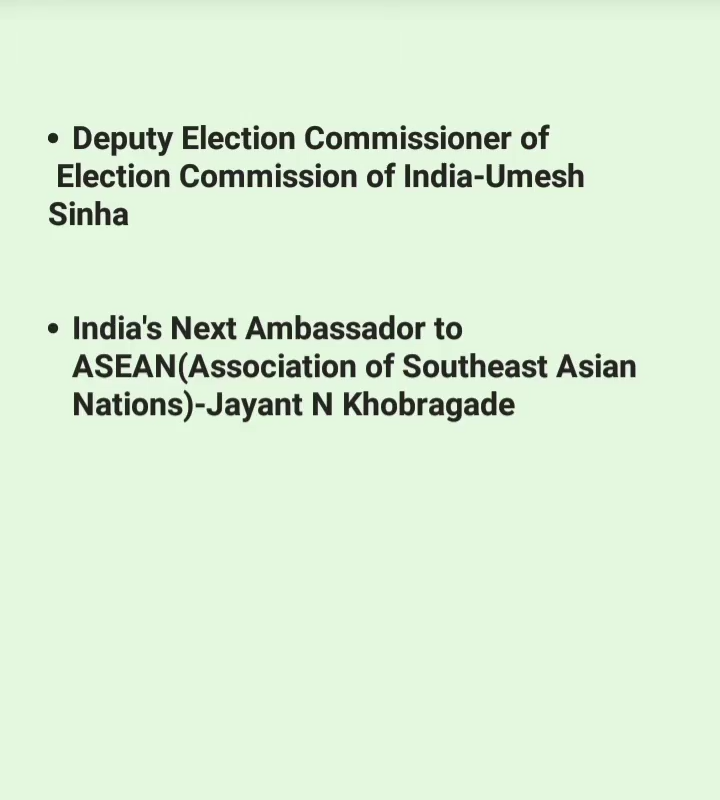 • Deputy Election Commissioner of
Election Commission of India-Umesh
Sinha
• India's Next Ambassador to
ASEAN(Association of Southeast Asian
Nations)-Jayant N Khobragade